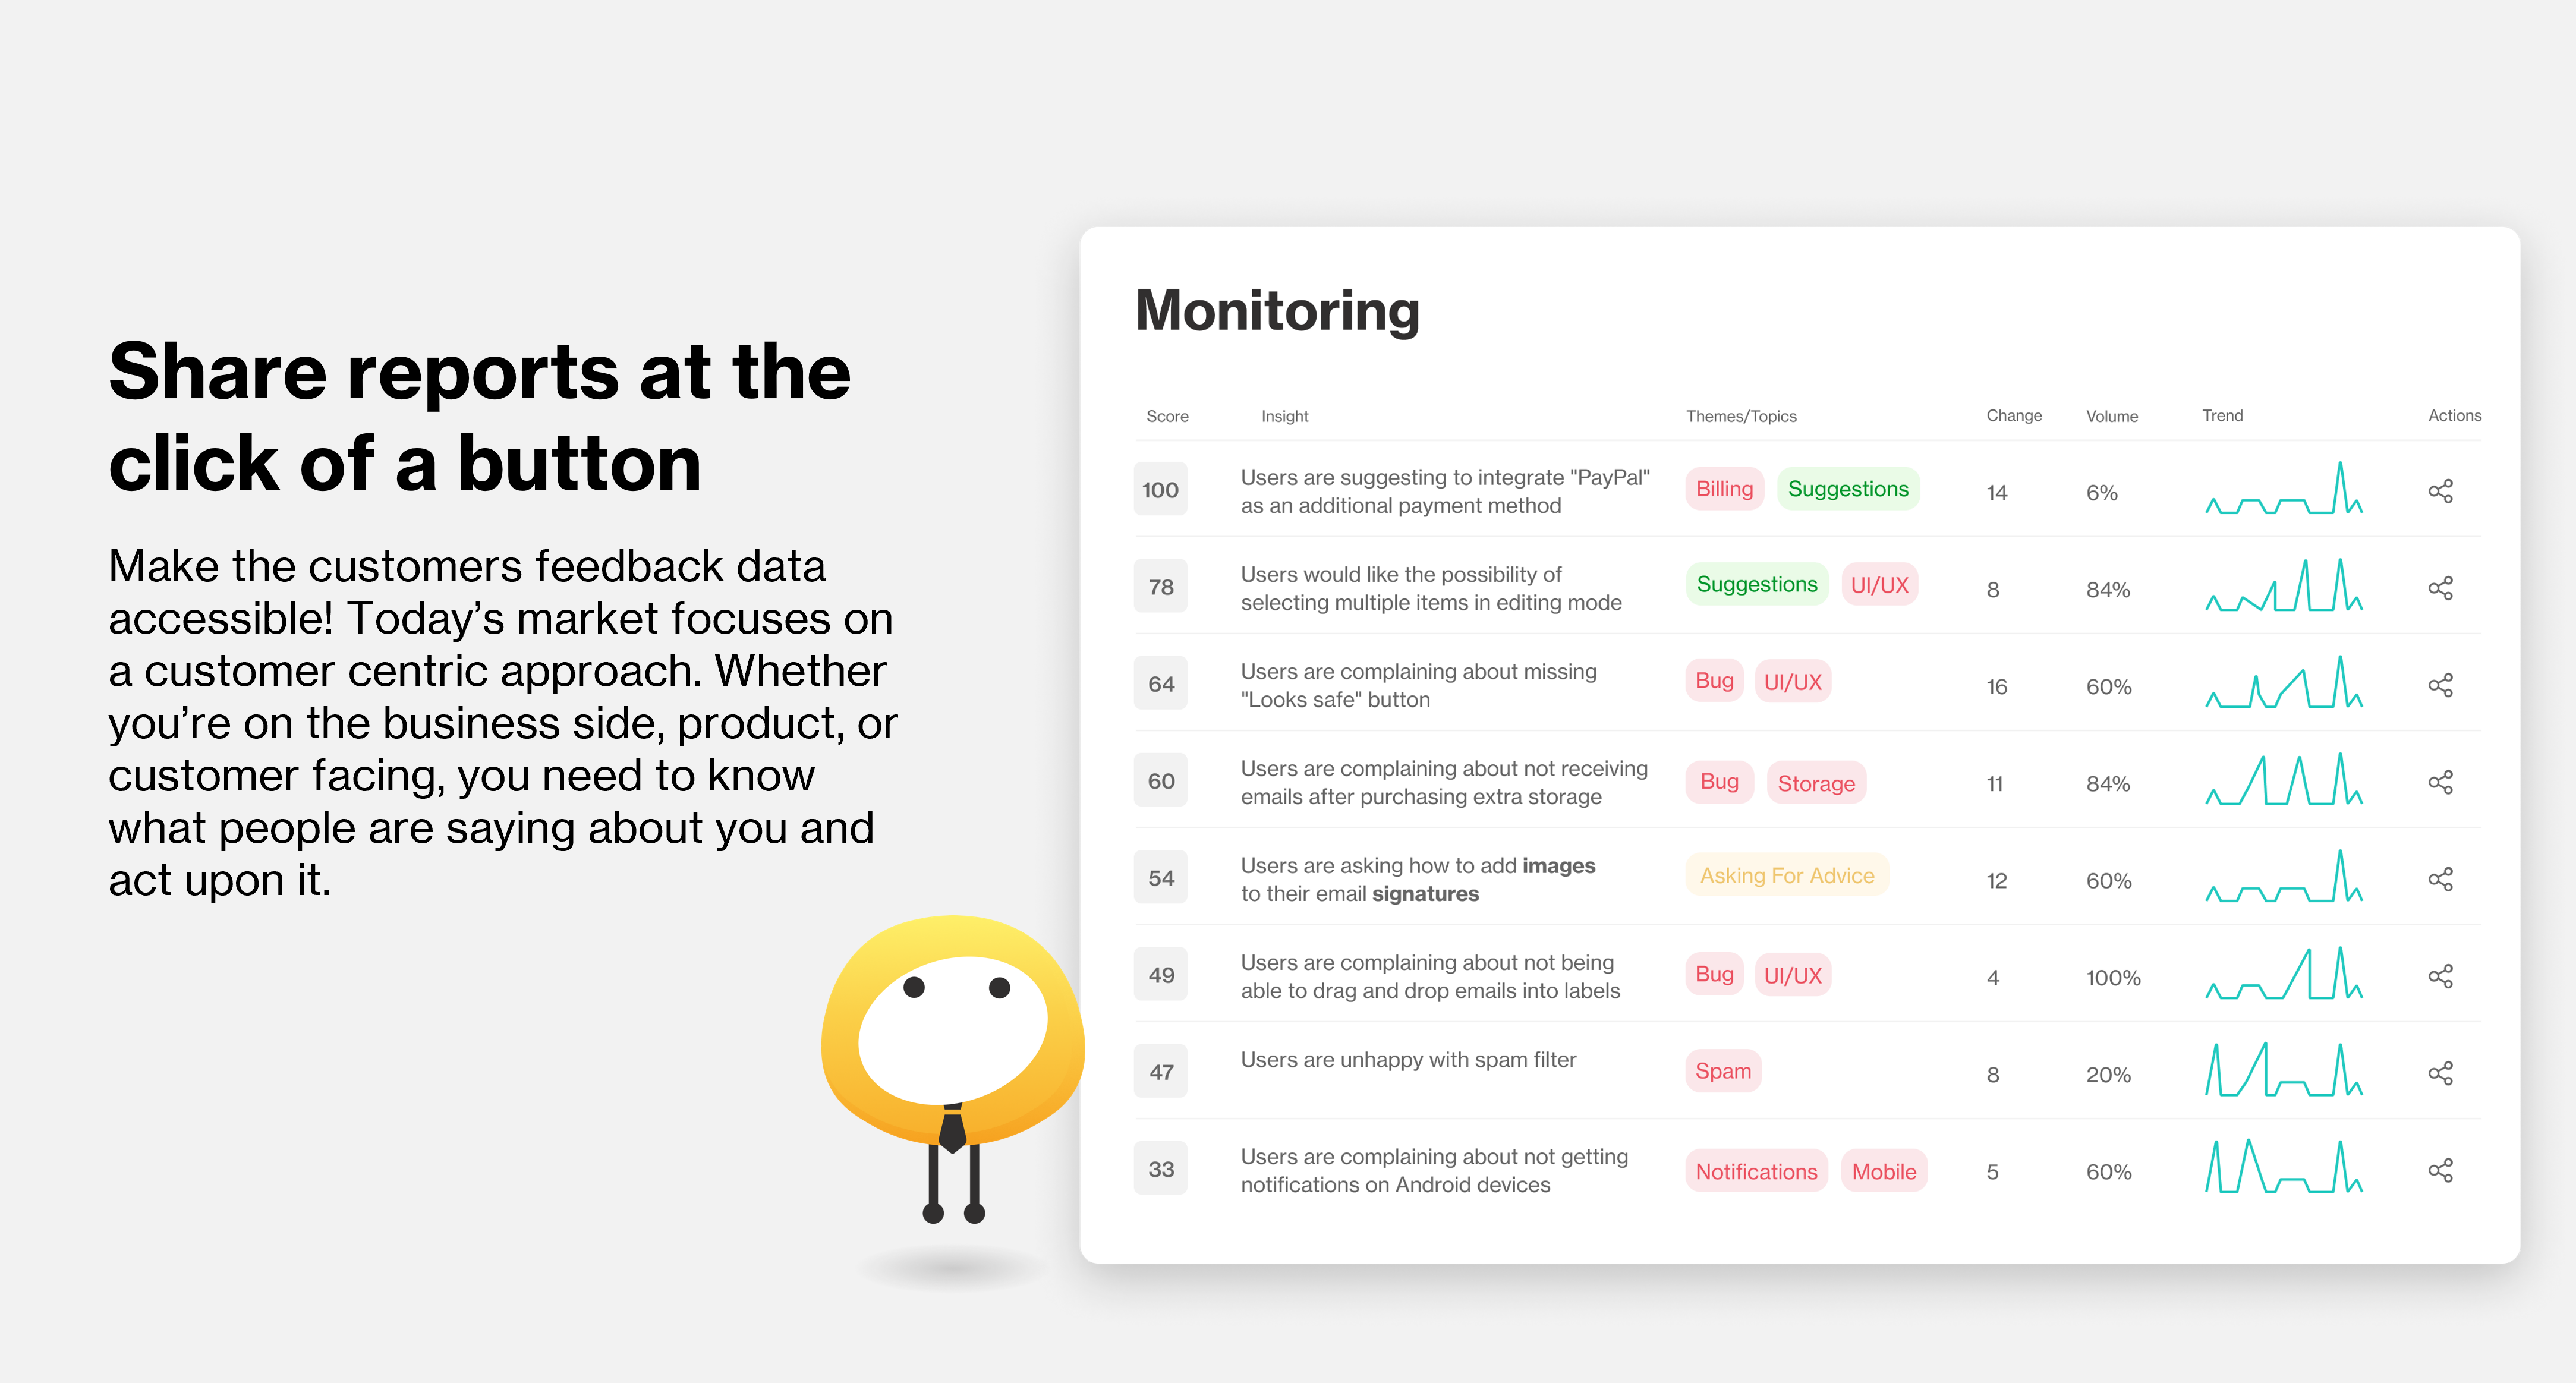 Share reports at the
click of a button
Make the customers feedback data
accessible! Today’s market focuses on
a customer centric approach. Whether
you’re on the business side, product, or
customer facing, you need to know
what people are saying about you and
act upon it.
Monitoring
Score Insight Themes/Topics Change Volume Trend Actions
100 Users are suggesting to integrate "PayPal"
as an additional payment method
Billing Suggestions 14 6%
78 Users would like the possibility of
selecting multiple items in editing mode
Suggestions UI/UX 8 84%
64 Users are complaining about missing
"Looks safe" button
Bug UI/UX 16 60%
60 Users are complaining about not receiving
emails after purchasing extra storage
Bug Storage 11 84%
54 Users are asking how to add images
to their email signatures
Asking For Advice 12 60%
49 Users are complaining about not being
able to drag and drop emails into labels
Bug UI/UX 4 100%
47 Users are unhappy with spam filter
Spam 8 20%
33 Users are complaining about not getting
notifications on Android devices
Notifications Mobile 5 60%